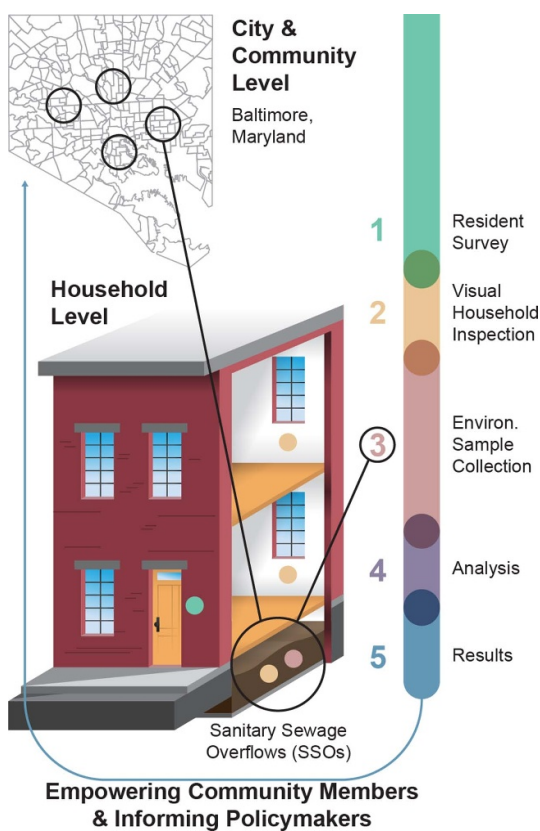 City &
Community
Level
Baltimore,
Maryland
1
Resident
Survey
Household
Level
2
Visual
Household
Inspection
3
Environ.
Sample
Collection
4
Analysis
5
Results
Sanitary Sewage
Overflows (SSOs)
Empowering Community Members
& Informing Policymakers